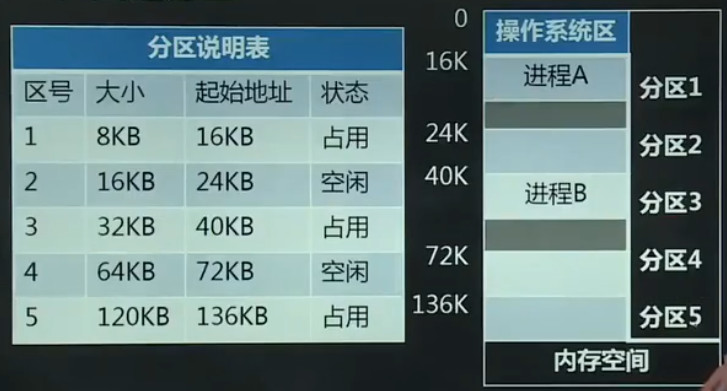 分区说明表
区号 大小 起始地址 状态
1 8KB 16KB 占用
2 16KB 24KB 空闲
3 32KB 40KB 占用
4 64KB 72KB 空闲
5 120KB 136KB 占用
0
16K
24K
40K
72K
136K
操作系统区
进程A
进程B
分区1
分区2
分区3
分区4
分区5
内存空间